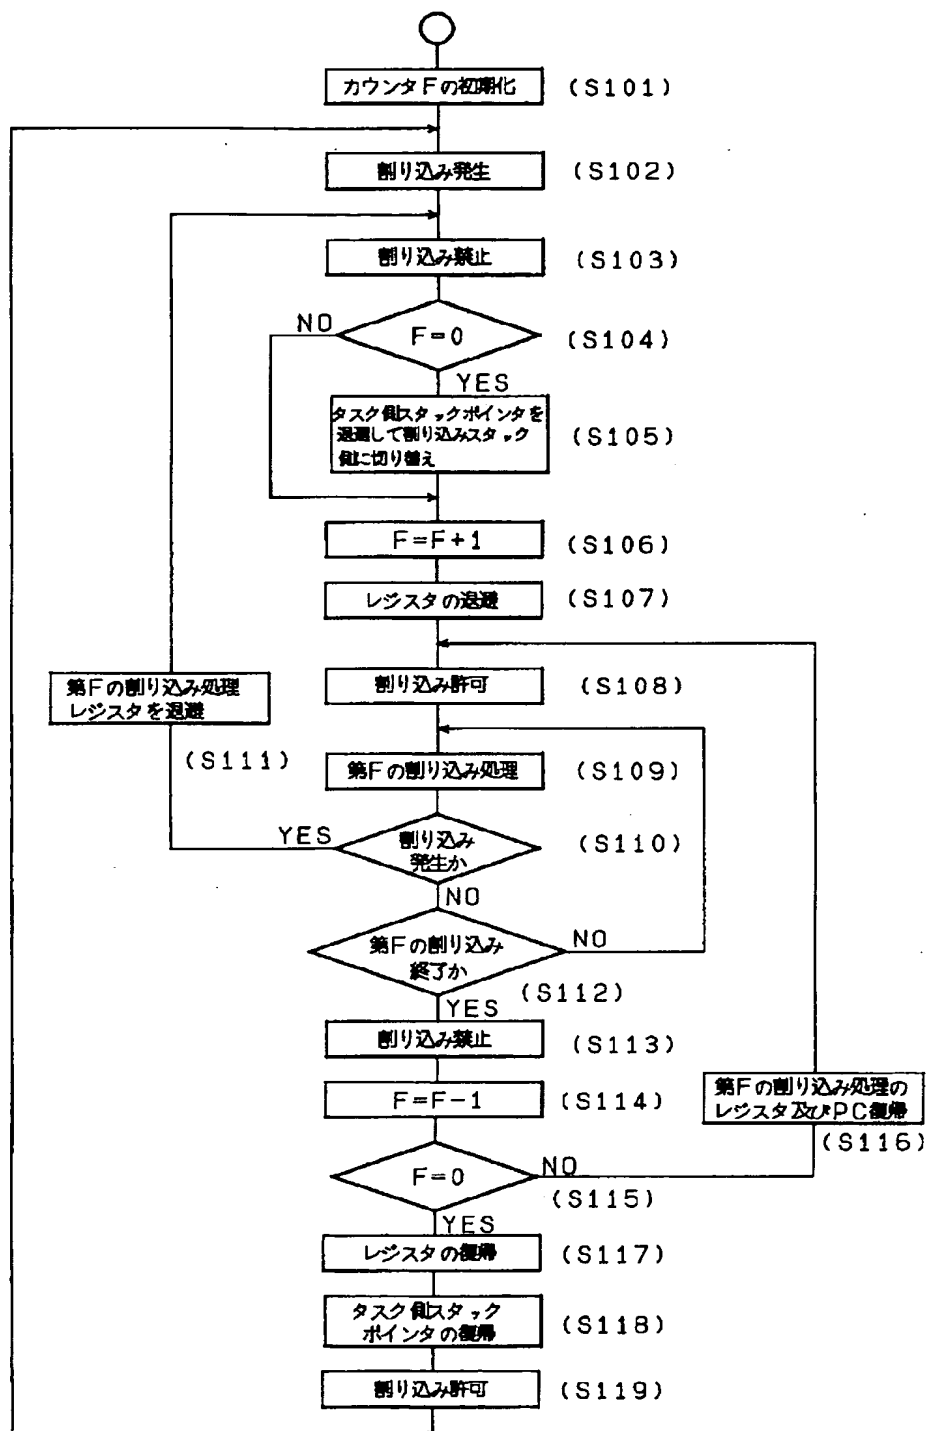 カウンタFの初期化
(S101)
割り込み発生
(S102)
割り込み禁止
(S103)
NO
F=0
(S104)
YES
タスク側スタックポインタを
退避して割り込みスタック
側に切り替え
(S105)
F=F+1
(S106)
レジスタの退避
(S107)
割り込み許可
(S108)
第Fの割り込み処理
レジスタを退避
(S111)
第Fの割り込み処理
(S109)
YES
割り込み
発生か
(S110)
NO
第Fの割り込み
終了か
NO
(S112)
YES
割り込み禁止
(S113)
F=F-1
(S114)
第Fの割り込み処理の
レジスタ及びPC復帰
(S116)
F=0
NO
(S115)
YES
レジスタの復帰
(S117)
タスク側スタック
ポインタの復帰
(S118)
割り込み許可
(S119)